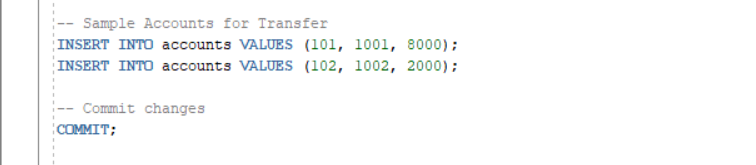 -- Sample Accounts for Transfer
INSERT INTO accounts VALUES (101, 1001, 8000);
INSERT INTO accounts VALUES (102, 1002, 2000);
-- Commit changes
COMMIT;